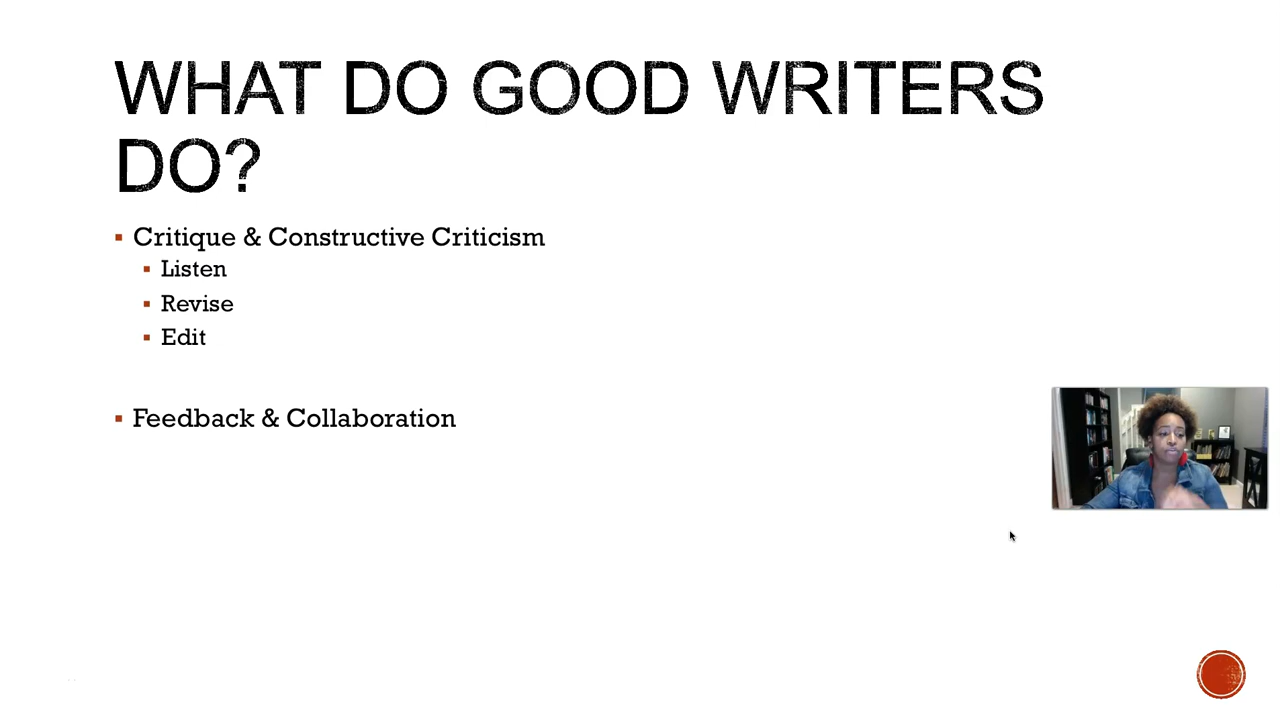 WHAT DO GOOD WRITERS
DO?
Critique & Constructive Criticism
Listen
Revise
Edit
Feedback & Collaboration